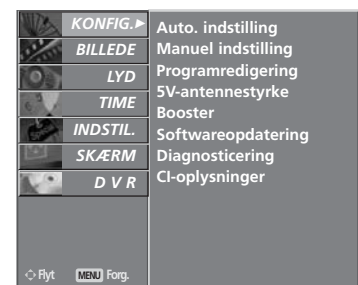 KONFIG.►
BILLEDE
LYD
TIME
INDSTIL.
SKÆRM
D V R
Auto. indstilling
Manuel indstilling
Programredigering
5V-antennestyrke
Booster
Softwareopdatering
Diagnosticering
CI-oplysninger
Flyt MENU Forg.